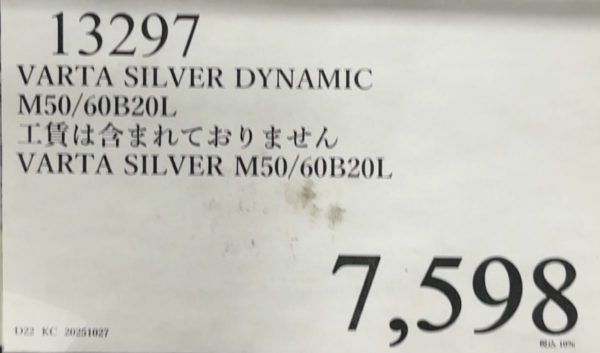 13297
VARTA SILVER DYNAMIC
M50/60B20L
工賃は含まれておりません
VARTA SILVER M50/60B20L
7,598
D22 KC 20251027
税込 10%